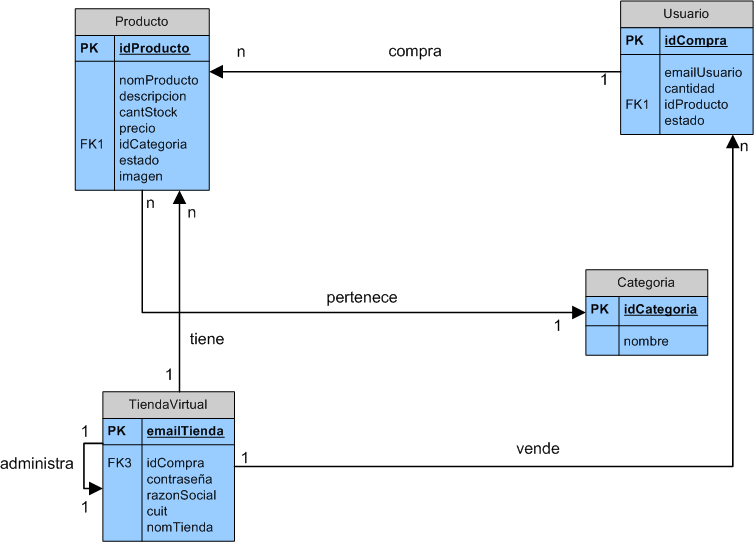 Producto
PK idProducto
nomProducto
descripcion
cantStock
precio
FK1 idCategoria
estado
imagen
n
compra
1
Usuario
PK idCompra
emailUsuario
cantidad
FK1 idProducto
estado
n
n
n
pertenece
1
Categoria
PK idCategoria
nombre
tiene
1
TiendaVirtual
PK emailTienda
FK3 idCompra
contraseña
razonSocial
cuit
nomTienda
1
administra
1
1
vende